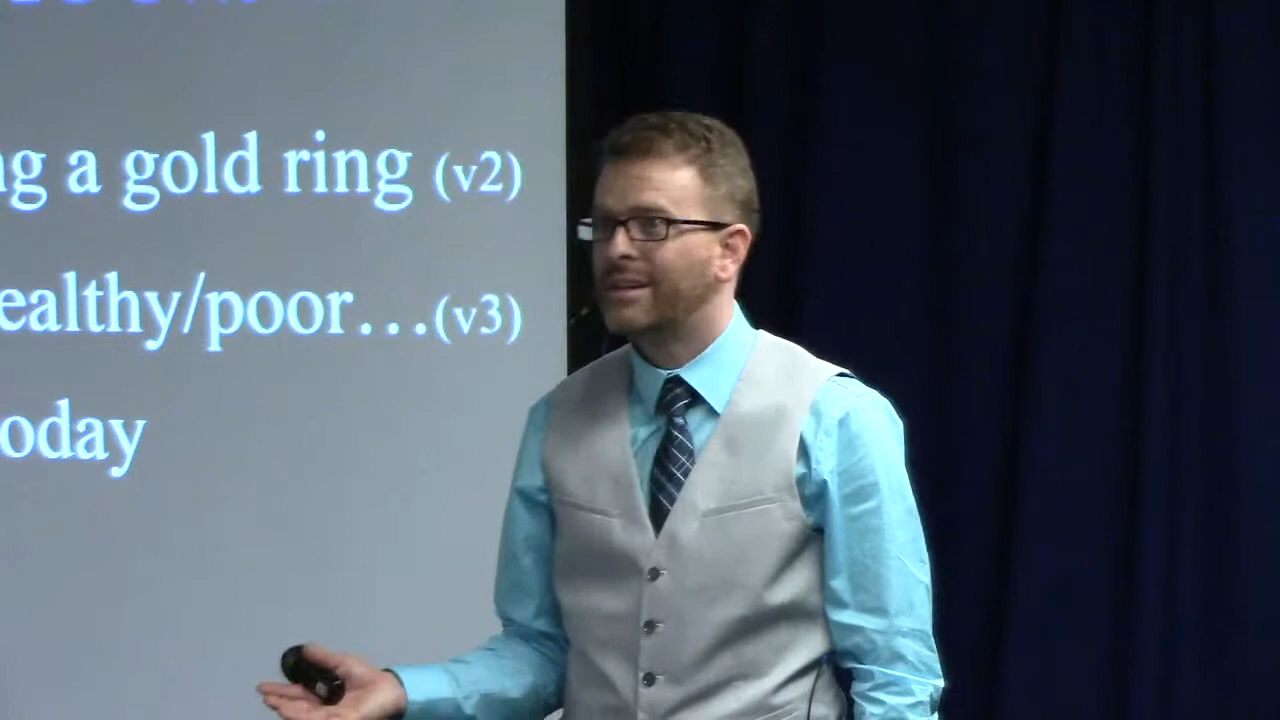 ng a gold ring (v2)
ealthy/poor...(v3)
oday